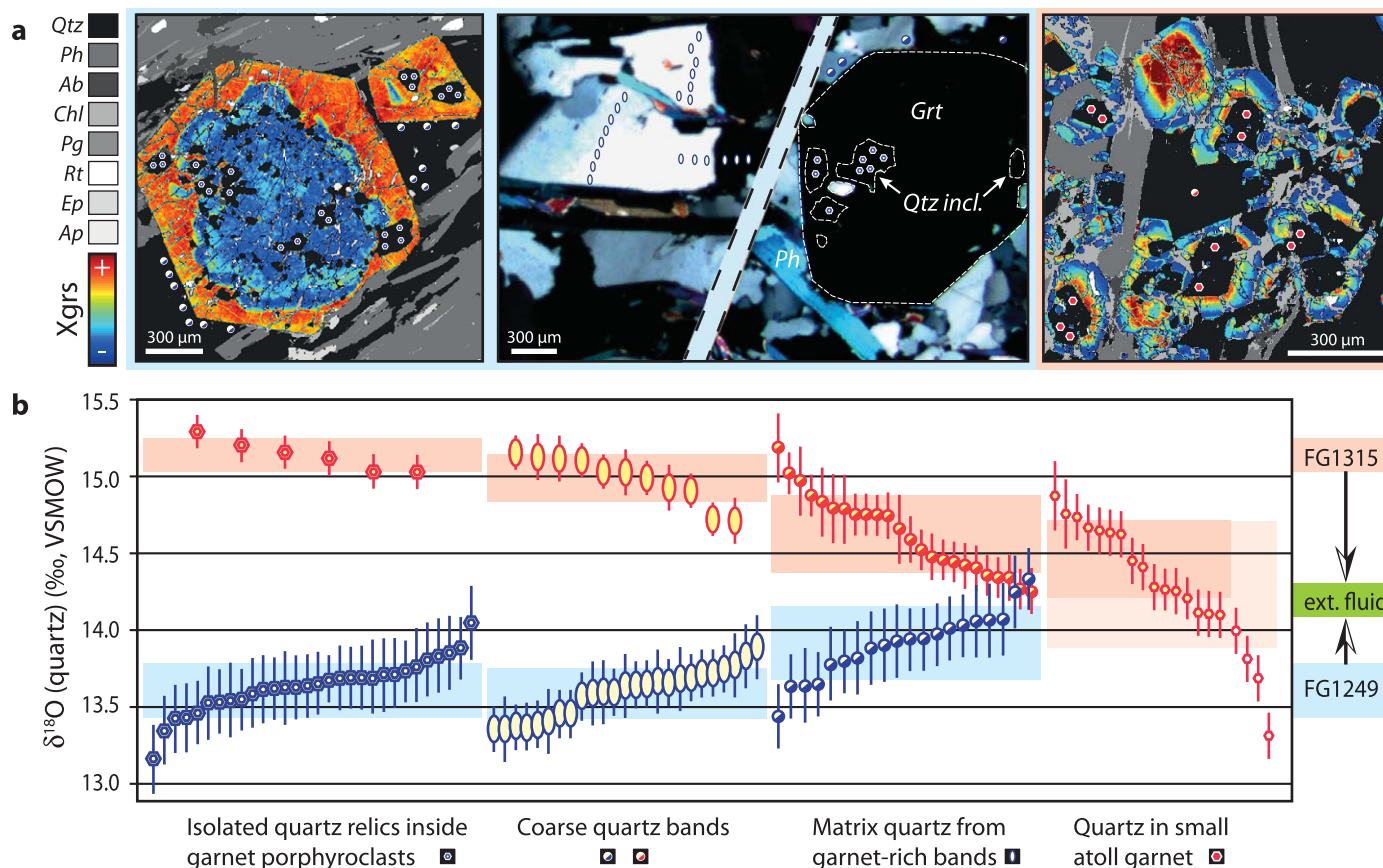 a
Qtz
Ph
Ab
Chl
Pg
Rt
Ep
Ap
Xgrs
+
-
300 µm
300 µm
Ph
Grt
Qtz incl.
300 µm
b
δ¹⁸O (quartz) (‰, VSMOW)
15.5
15.0
14.5
14.0
13.5
13.0
FG1315
ext. fluid
FG1249
Isolated quartz relics inside
garnet porphyroclasts
Coarse quartz bands
Matrix quartz from
garnet-rich bands
Quartz in small
atoll garnet